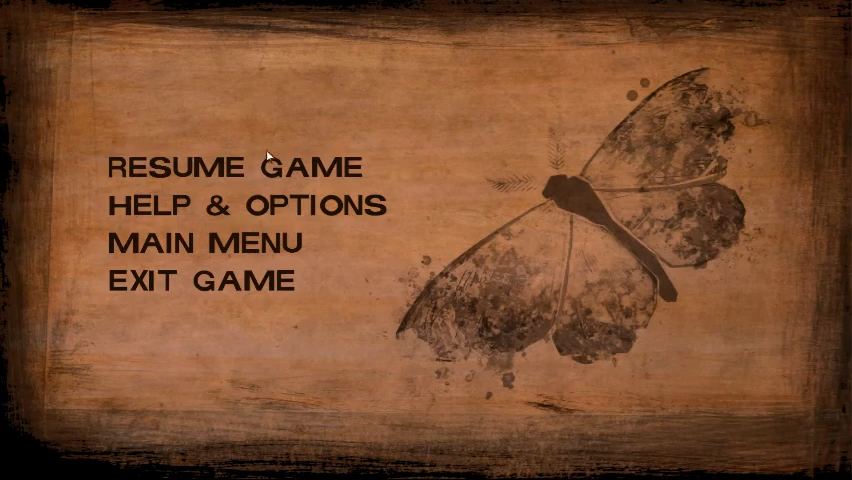 RESUME GAME
HELP & OPTIONS
MAIN MENU
EXIT GAME